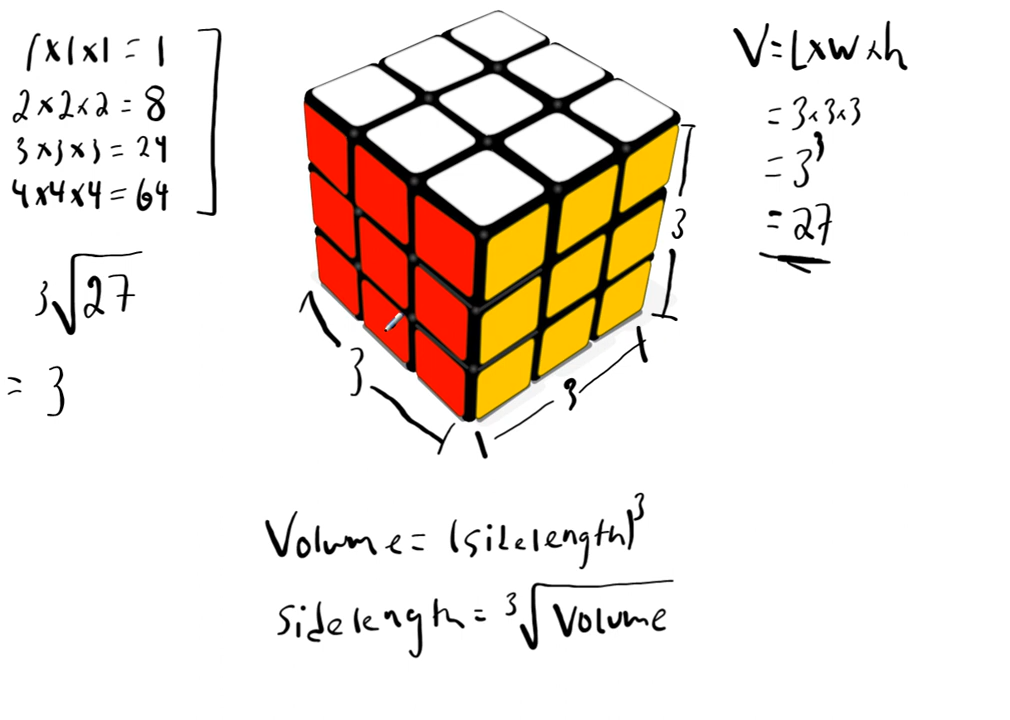 1x1x1 = 1
2x2x2 = 8
3x3x3 = 24
4x4x4 = 64
³√27
= 3
3
3
3
V=Lxwxh
= 3x3x3
= 3³
= 27
Volume = (sidelength)³
sidelength = ³√Volume